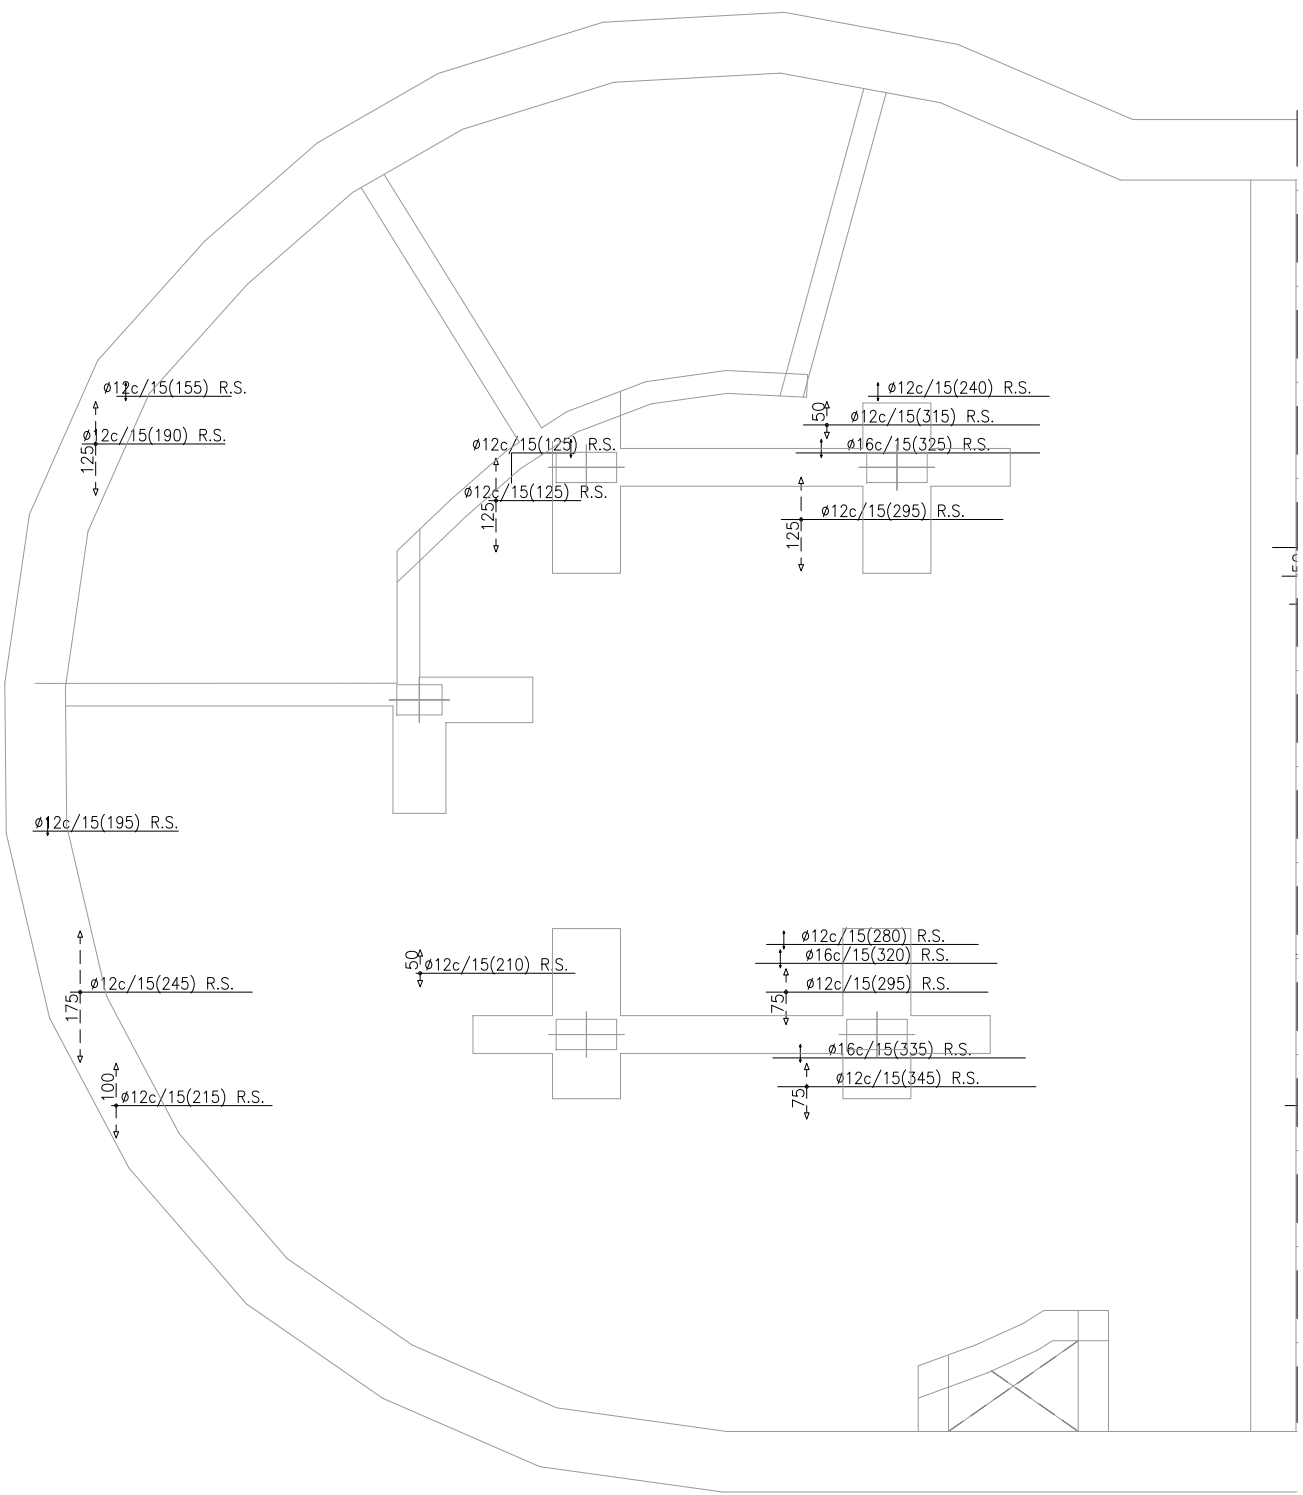 ø12c/15(155) R.S.
ø12c/15(240) R.S.
50
ø12c/15(315) R.S.
ø12c/15(190) R.S.
125
ø12c/15(125) R.S.
ø16c/15(325) R.S.
ø12c/15(125) R.S.
125
ø12c/15(295) R.S.
125
50
ø12c/15(195) R.S.
ø12c/15(280) R.S.
ø16c/15(320) R.S.
50
ø12c/15(210) R.S.
ø12c/15(245) R.S.
175
ø12c/15(295) R.S.
75
ø16c/15(335) R.S.
ø12c/15(345) R.S.
75
100
ø12c/15(215) R.S.